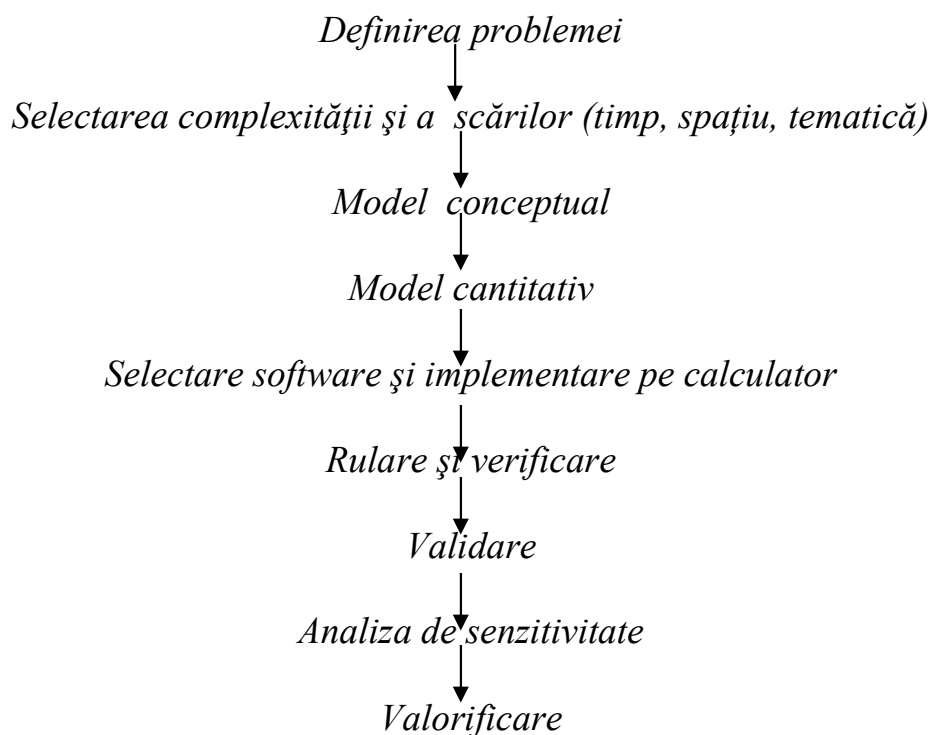 Definirea problemei
Selectarea complexităţii şi a scărilor (timp, spațiu, tematică)
Model conceptual
Model cantitativ
Selectare software şi implementare pe calculator
Rulare şi verificare
Validare
Analiza de senzitivitate
Valorificare